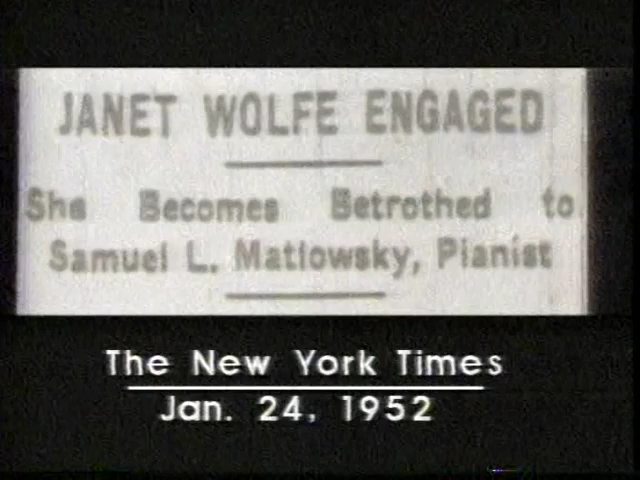 JANET WOLFE ENGAGED
She Becomes Betrothed to
Samuel L. Matlowsky, Pianist
The New York Times
Jan. 24, 1952